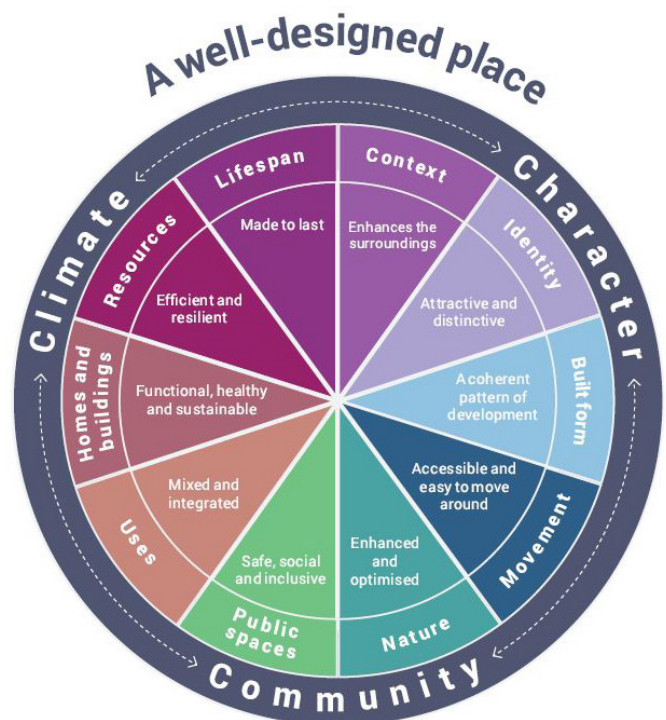 A well-designed place
Climate
Character
Community
Context
Enhances the
surroundings
Identity
Attractive and
distinctive
Built form
A coherent
pattern of
development
Movement
Accessible and
easy to move
around
Nature
Enhanced
and
optimised
Public
spaces
Safe, social
and inclusive
Uses
Mixed and
integrated
Homes and
buildings
Functional, healthy
and sustainable
Resources
Efficient and
resilient
Lifespan
Made to last